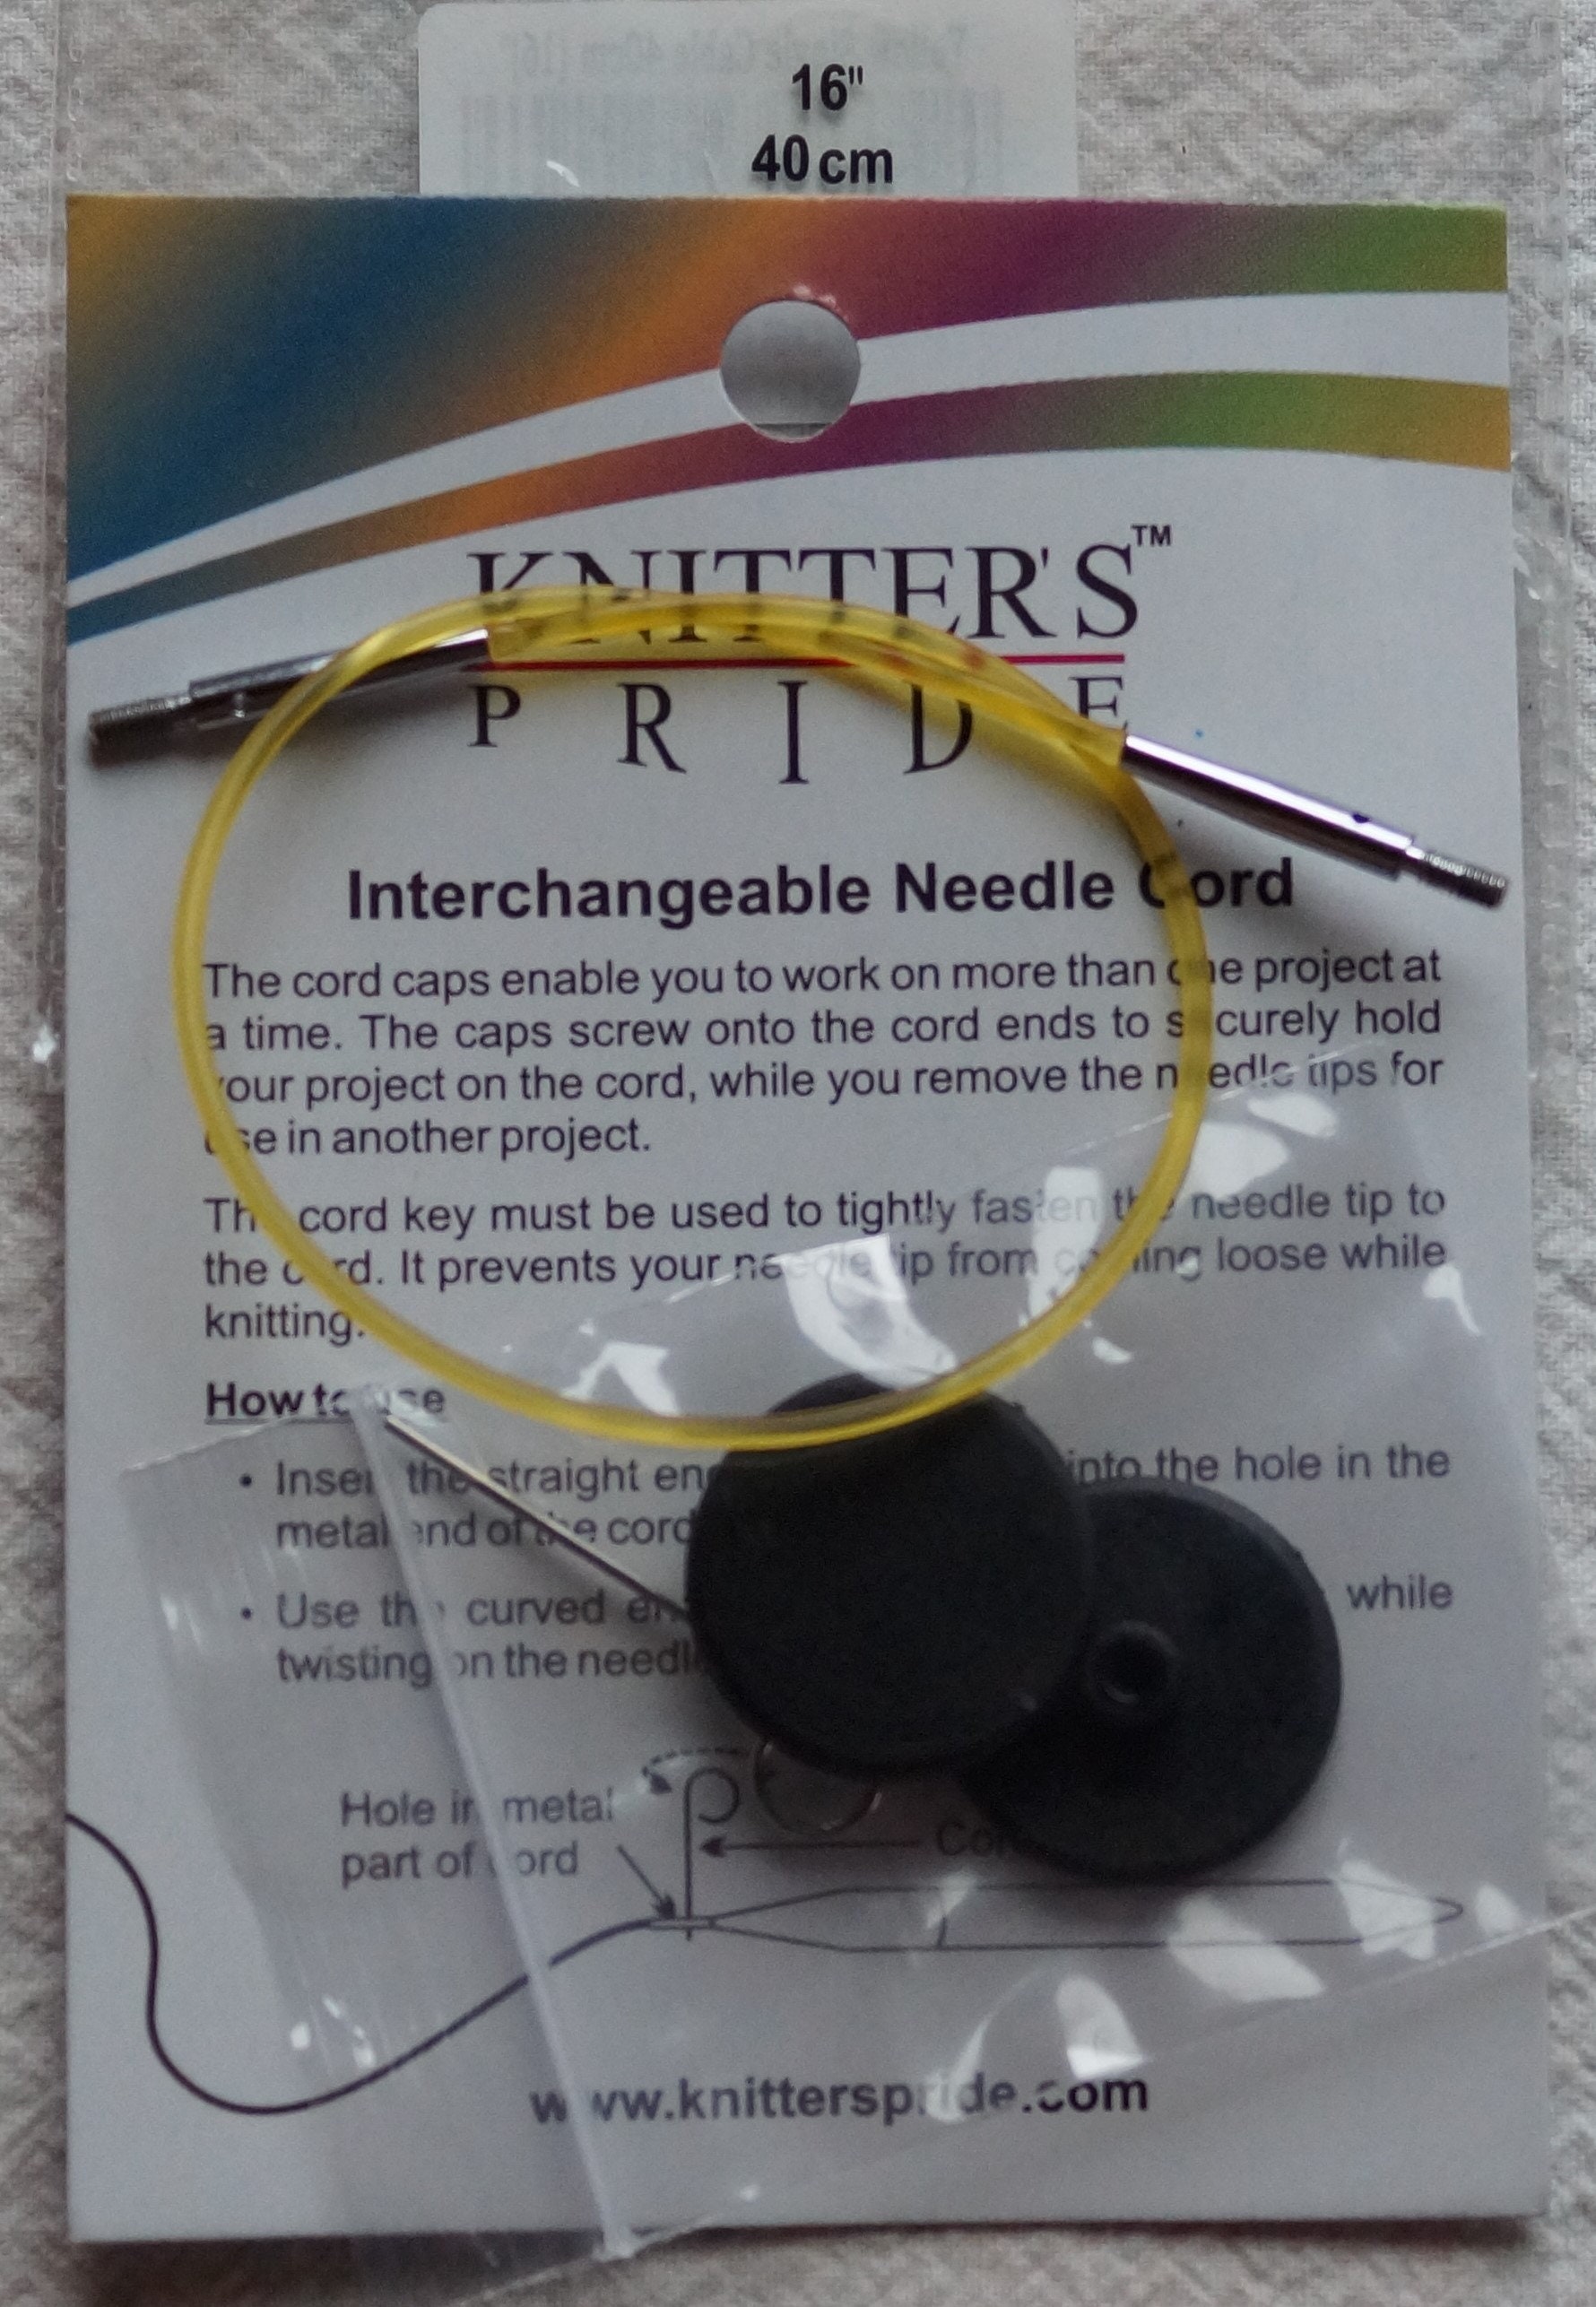 16"
40 cm
KNITTER'S™
PRIDE
Interchangeable Needle Cord
The cord caps enable you to work on more than one project at
a time. The caps screw onto the cord ends to securely hold
your project on the cord, while you remove the needle tips for
use in another project.
The cord key must be used to tightly fasten the needle tip to
the cord. It prevents your needle tip from coming loose while
knitting.
How to use
• Insert the straight end into the hole in the
metal end of the cord
• Use the curved end while
twisting on the needle
Hole in metal
part of cord
www.knitterspride.com